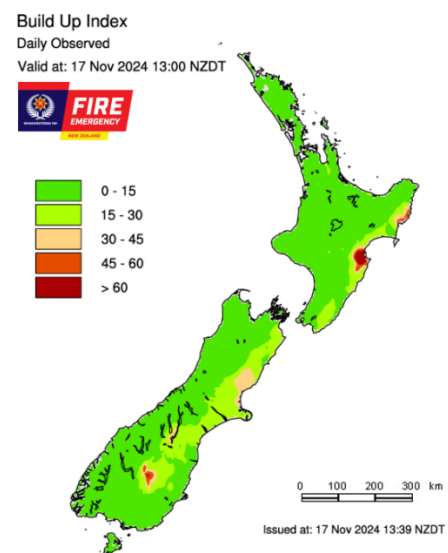 Build Up Index
Daily Observed
Valid at: 17 Nov 2024 13:00 NZDT
FIRE
EMERGENCY
NEW ZEALAND
0 - 15
15 - 30
30 - 45
45 - 60
> 60
0 100 200 300 km
Issued at: 17 Nov 2024 13:39 NZDT